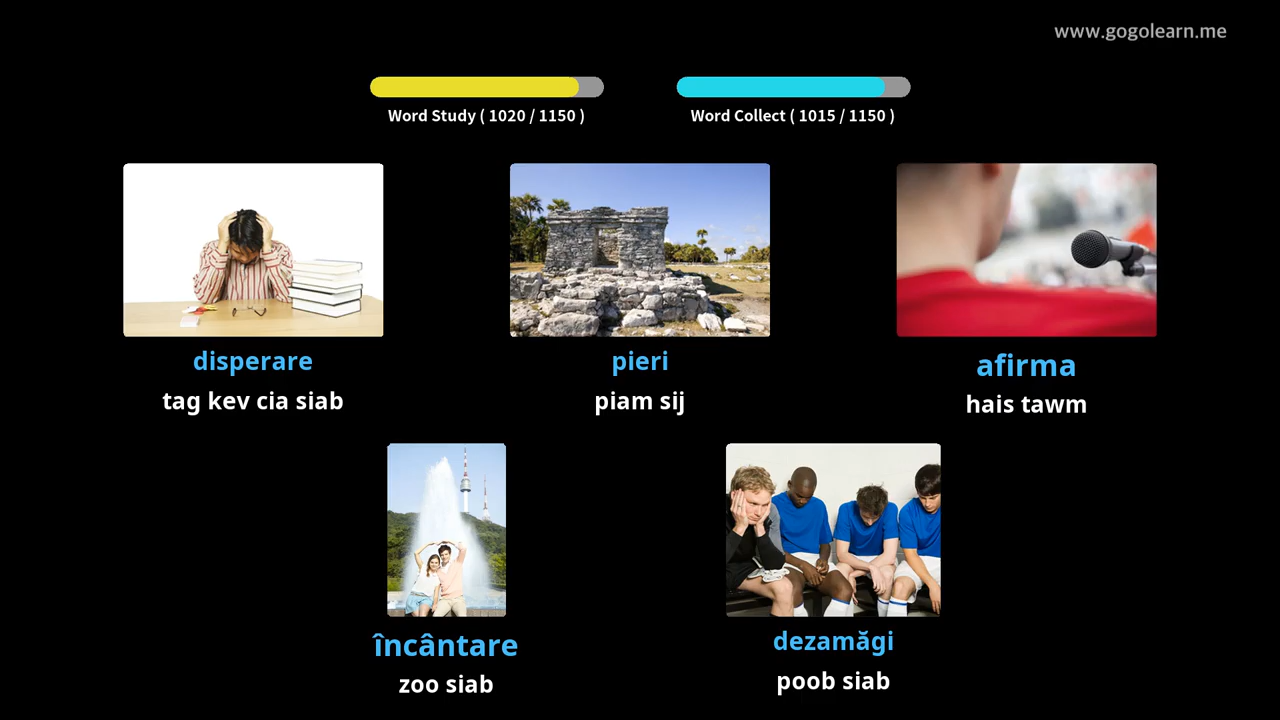 www.gogolearn.me
Word Study ( 1020 / 1150 )
Word Collect ( 1015 / 1150 )
disperare
tag kev cia siab
pieri
piam sij
afirma
hais tawm
încântare
zoo siab
dezamăgi
poob siab